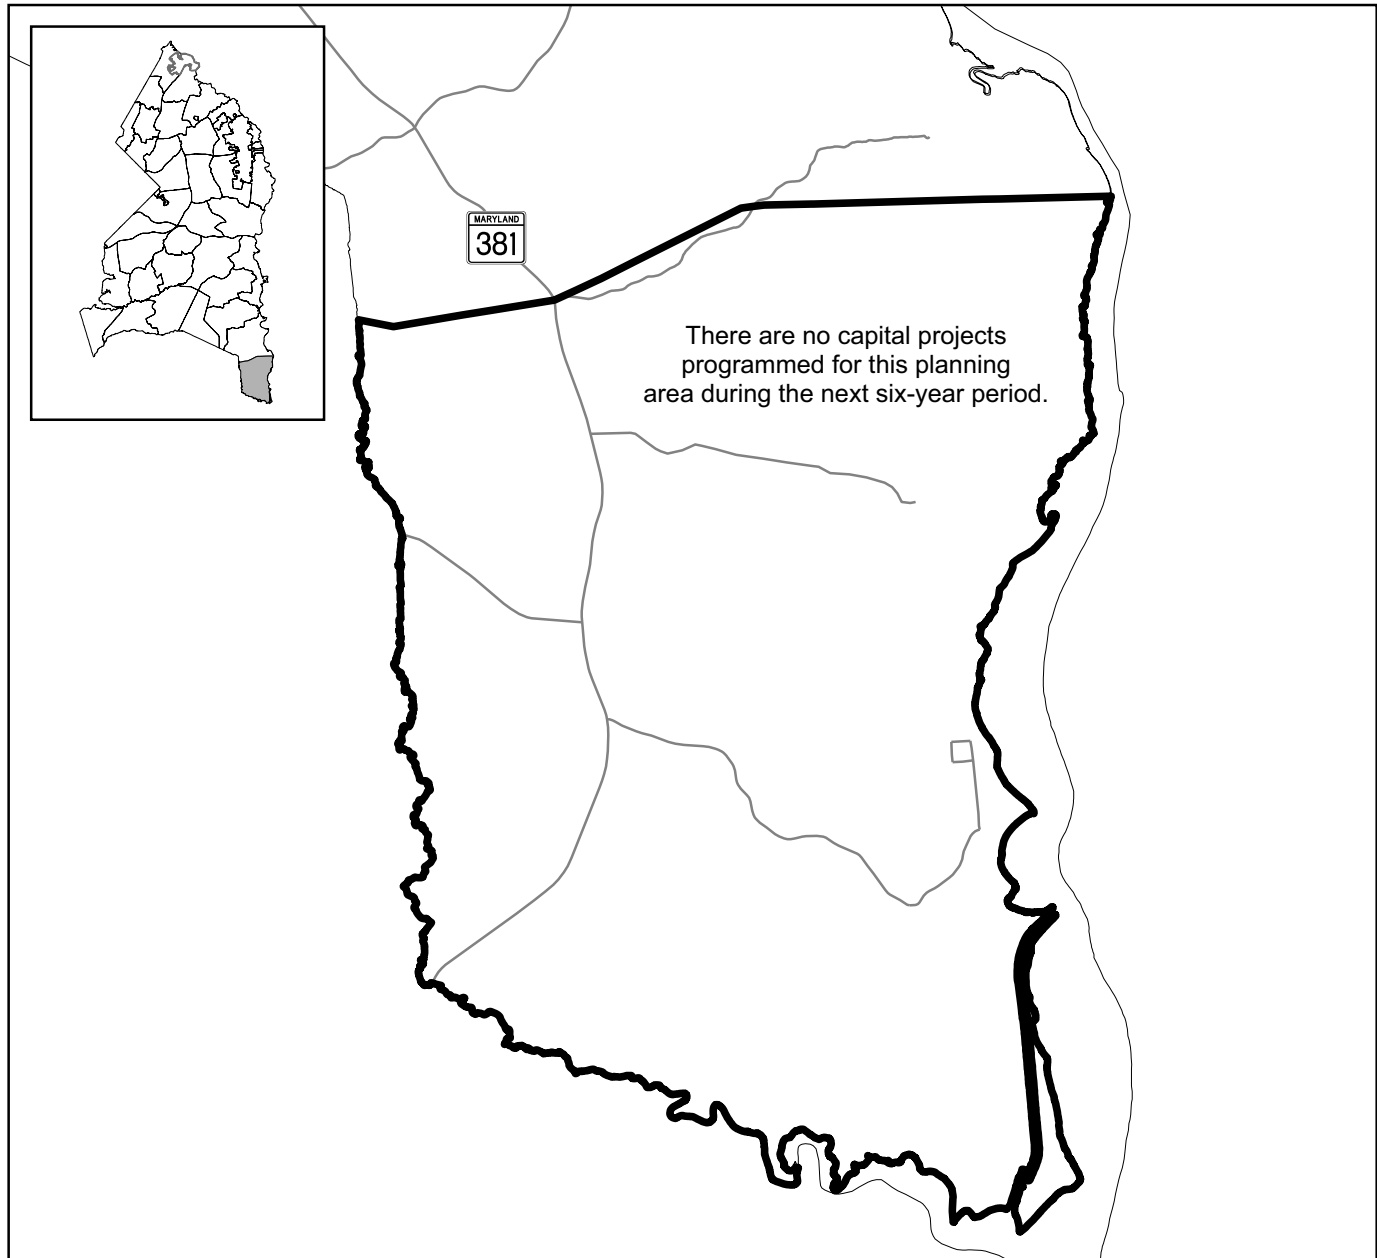 MARYLAND
381
There are no capital projects
programmed for this planning
area during the next six-year period.